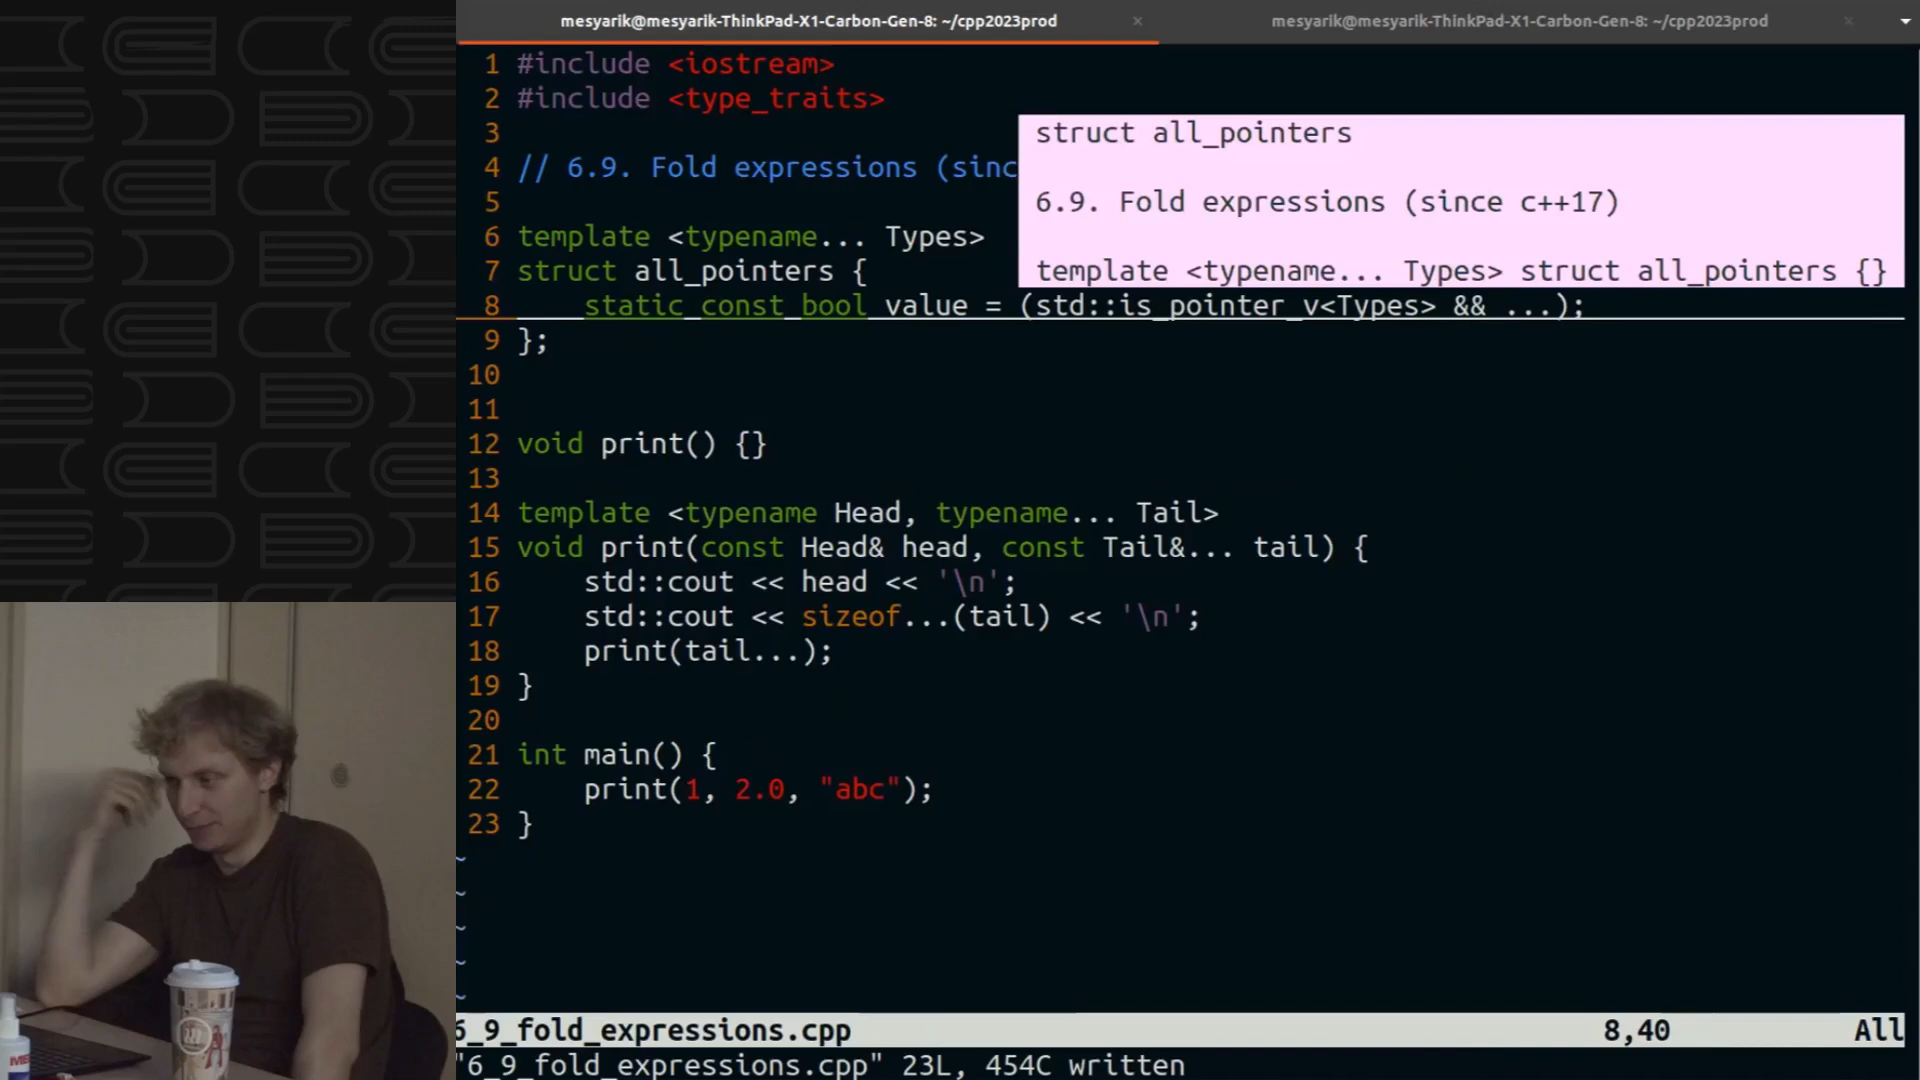 mesyarik@mesyarik-ThinkPad-X1-Carbon-Gen-8: ~/cpp2023prod × mesyarik@mesyarik-ThinkPad-X1-Carbon-Gen-8: ~/cpp2023prod ×
1 #include <iostream>
2 #include <type_traits>
3
4 // 6.9. Fold expressions (sinc
5
6 template <typename... Types>
7 struct all_pointers {
8     static const bool value = (std::is_pointer_v<Types> && ...);
9 };
10
11
12 void print() {}
13
14 template <typename Head, typename... Tail>
15 void print(const Head& head, const Tail&... tail) {
16     std::cout << head << '\n';
17     std::cout << sizeof...(tail) << '\n';
18     print(tail...);
19 }
20
21 int main() {
22     print(1, 2.0, "abc");
23 }
~
~
~
~
~
struct all_pointers
6.9. Fold expressions (since c++17)
template <typename... Types> struct all_pointers {}
6_9_fold_expressions.cpp 8,40 All
"6_9_fold_expressions.cpp" 23L, 454C written